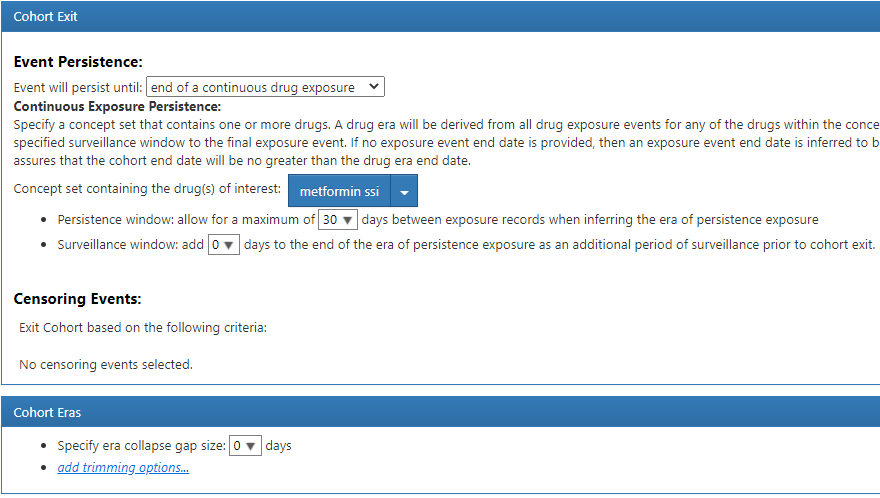 Cohort Exit
Event Persistence:
Event will persist until: end of a continuous drug exposure
Continuous Exposure Persistence:
Specify a concept set that contains one or more drugs. A drug era will be derived from all drug exposure events for any of the drugs within the conce
specified surveillance window to the final exposure event. If no exposure event end date is provided, then an exposure event end date is inferred to b
assures that the cohort end date will be no greater than the drug era end date.
Concept set containing the drug(s) of interest: metformin ssi
• Persistence window: allow for a maximum of 30 ▼ days between exposure records when inferring the era of persistence exposure
• Surveillance window: add 0 ▼ days to the end of the era of persistence exposure as an additional period of surveillance prior to cohort exit.
Censoring Events:
Exit Cohort based on the following criteria:
No censoring events selected.
Cohort Eras
• Specify era collapse gap size: 0 ▼ days
• add trimming options...